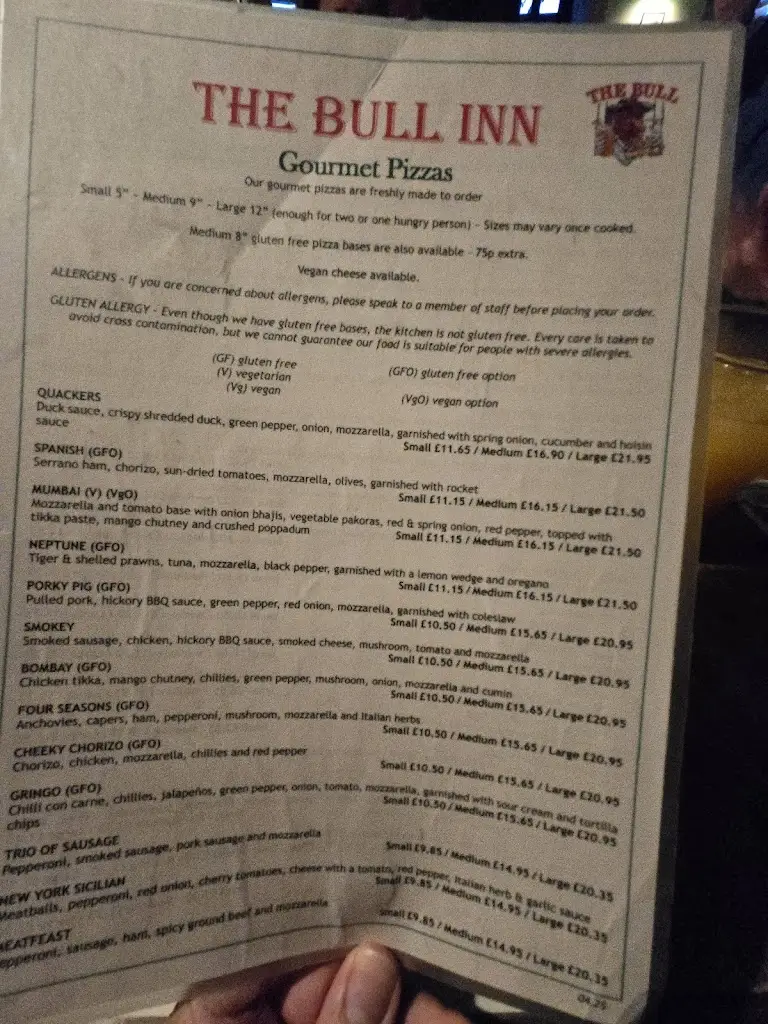 THE BULL INN
THE BULL
Gourmet Pizzas
Our gourmet pizzas are freshly made to order
Small 5" - Medium 9" - Large 12" (enough for two or one hungry person) - Sizes may vary once cooked.
Medium 8" gluten free pizza bases are also available - 75p extra.
Vegan cheese available.
ALLERGENS - If you are concerned about allergens, please speak to a member of staff before placing your order.
GLUTEN ALLERGY - Even though we have gluten free bases, the kitchen is not gluten free. Every care is taken to
avoid cross contamination, but we cannot guarantee our food is suitable for people with severe allergies.
(GF) gluten free
(GFO) gluten free option
(V) vegetarian
(Vg) vegan
(VgO) vegan option
QUACKERS
Duck sauce, crispy shredded duck, green pepper, onion, mozzarella, garnished with spring onion, cucumber and hoisin
sauce
Small £11.65 / Medium £16.90 / Large £21.95
SPANISH (GFO)
Serrano ham, chorizo, sun-dried tomatoes, mozzarella, olives, garnished with rocket
Small £11.15 / Medium £16.15 / Large £21.50
MUMBAI (V) (VgO)
Mozzarella and tomato base with onion bhajis, vegetable pakoras, red & spring onion, red pepper, topped with
tikka paste, mango chutney and crushed poppadum
Small £11.15 / Medium £16.15 / Large £21.50
NEPTUNE (GFO)
Tiger & shelled prawns, tuna, mozzarella, black pepper, garnished with a lemon wedge and oregano
Small £11.15 / Medium £16.15 / Large £21.50
PORKY PIG (GFO)
Pulled pork, hickory BBQ sauce, green pepper, red onion, mozzarella, garnished with coleslaw
Small £10.50 / Medium £15.65 / Large £20.95
SMOKEY
Smoked sausage, chicken, hickory BBQ sauce, smoked cheese, mushroom, tomato and mozzarella
Small £10.50 / Medium £15.65 / Large £20.95
BOMBAY (GFO)
Chicken tikka, mango chutney, chillies, green pepper, mushroom, onion, mozzarella and cumin
Small £10.50 / Medium £15.65 / Large £20.95
FOUR SEASONS (GFO)
Anchovies, capers, ham, pepperoni, mushroom, mozzarella and Italian herbs
Small £10.50 / Medium £15.65 / Large £20.95
CHEEKY CHORIZO (GFO)
Chorizo, chicken, mozzarella, chillies and red pepper
Small £10.50 / Medium £15.65 / Large £20.95
GRINGO (GFO)
Chilli con carne, chillies, jalapeños, green pepper, onion, tomato, mozzarella, garnished with sour cream and tortilla
chips
Small £10.50 / Medium £15.65 / Large £20.95
TRIO OF SAUSAGE
Pepperoni, smoked sausage, pork sausage and mozzarella
Small £9.85 / Medium £14.95 / Large £20.35
NEW YORK SICILIAN
Meatballs, pepperoni, red onion, cherry tomatoes, cheese with a tomato, red pepper, Italian herb & garlic sauce
Small £9.85 / Medium £14.95 / Large £20.35
MEATFEAST
epperoni, sausage, ham, spicy ground beef and mozzarella
Small £9.85 / Medium £14.95 / Large £20.35
04.25